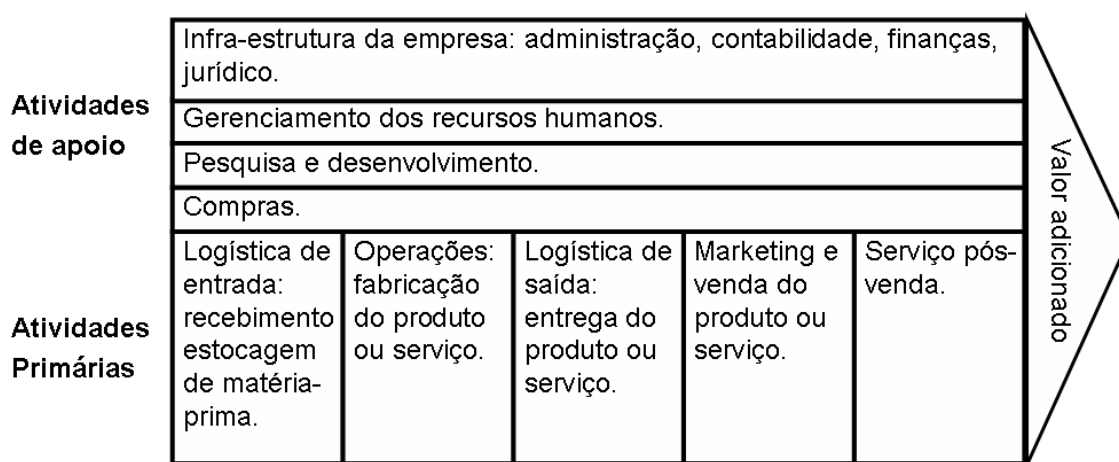 Infra-estrutura da empresa: administração, contabilidade, finanças,
jurídico.
Atividades
de apoio
Gerenciamento dos recursos humanos.
Pesquisa e desenvolvimento.
Compras.
Atividades
Primárias
Logística de
entrada:
recebimento
estocagem
de matéria-
prima.
Operações:
fabricação
do produto
ou serviço.
Logística de
saída:
entrega do
produto ou
serviço.
Marketing e
venda do
produto ou
serviço.
Serviço pós-
venda.
Valor adicionado